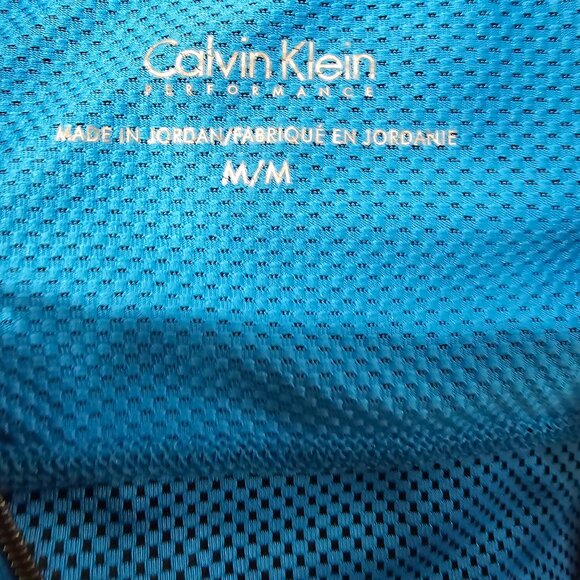 Calvin Klein
PERFORMANCE
MADE IN JORDAN/FABRIQUÉ EN JORDANIE
M/M